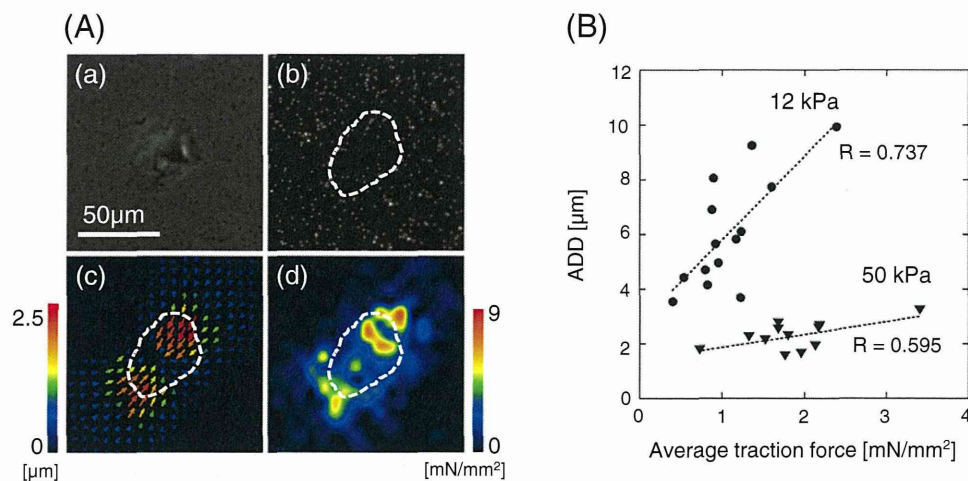 (A)
(a)
(b)
50μm
(c)
(d)
2.5
0
[μm]
9
0
[mN/mm²]
(B)
12
10
8
6
4
2
0
ADD [μm]
12 kPa
R = 0.737
50 kPa
R = 0.595
0
1
2
3
4
Average traction force [mN/mm²]